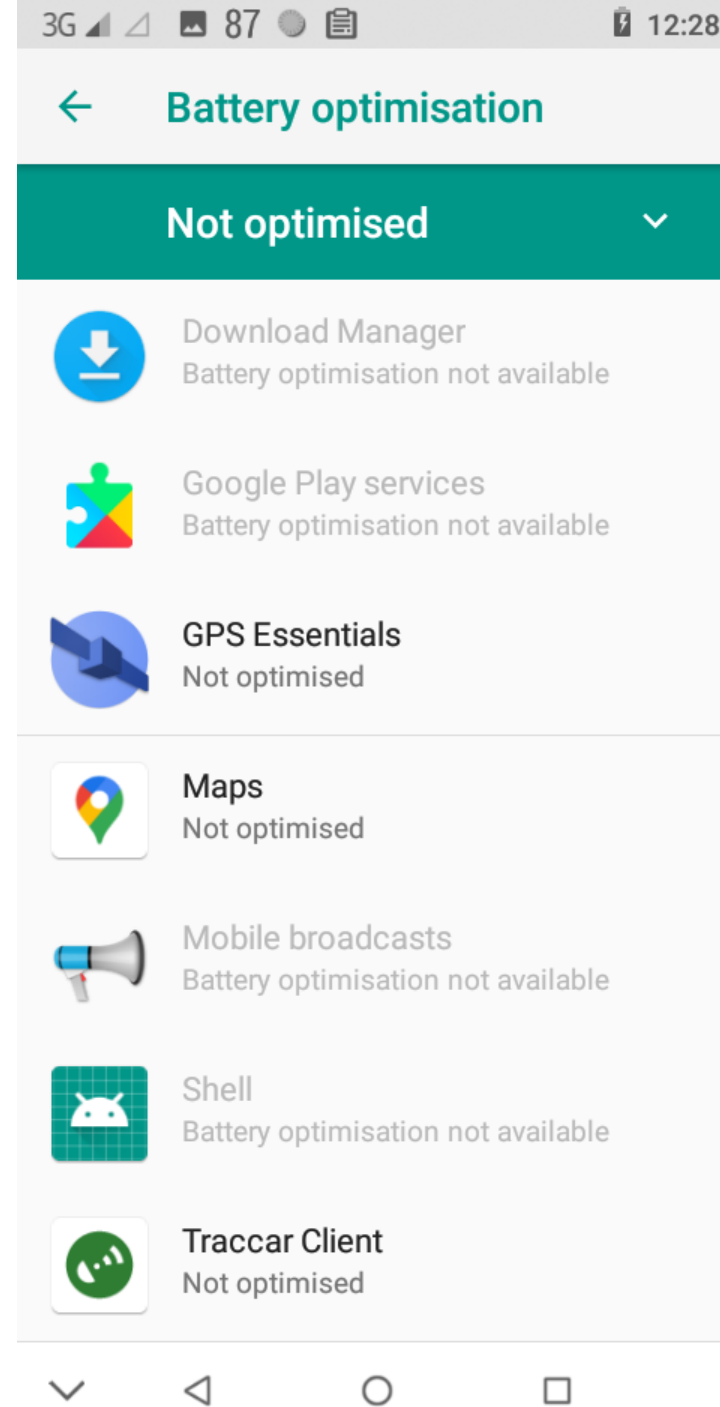 3G 87 12:28
Battery optimisation
Not optimised
Download Manager
Battery optimisation not available
Google Play services
Battery optimisation not available
GPS Essentials
Not optimised
Maps
Not optimised
Mobile broadcasts
Battery optimisation not available
Shell
Battery optimisation not available
Traccar Client
Not optimised